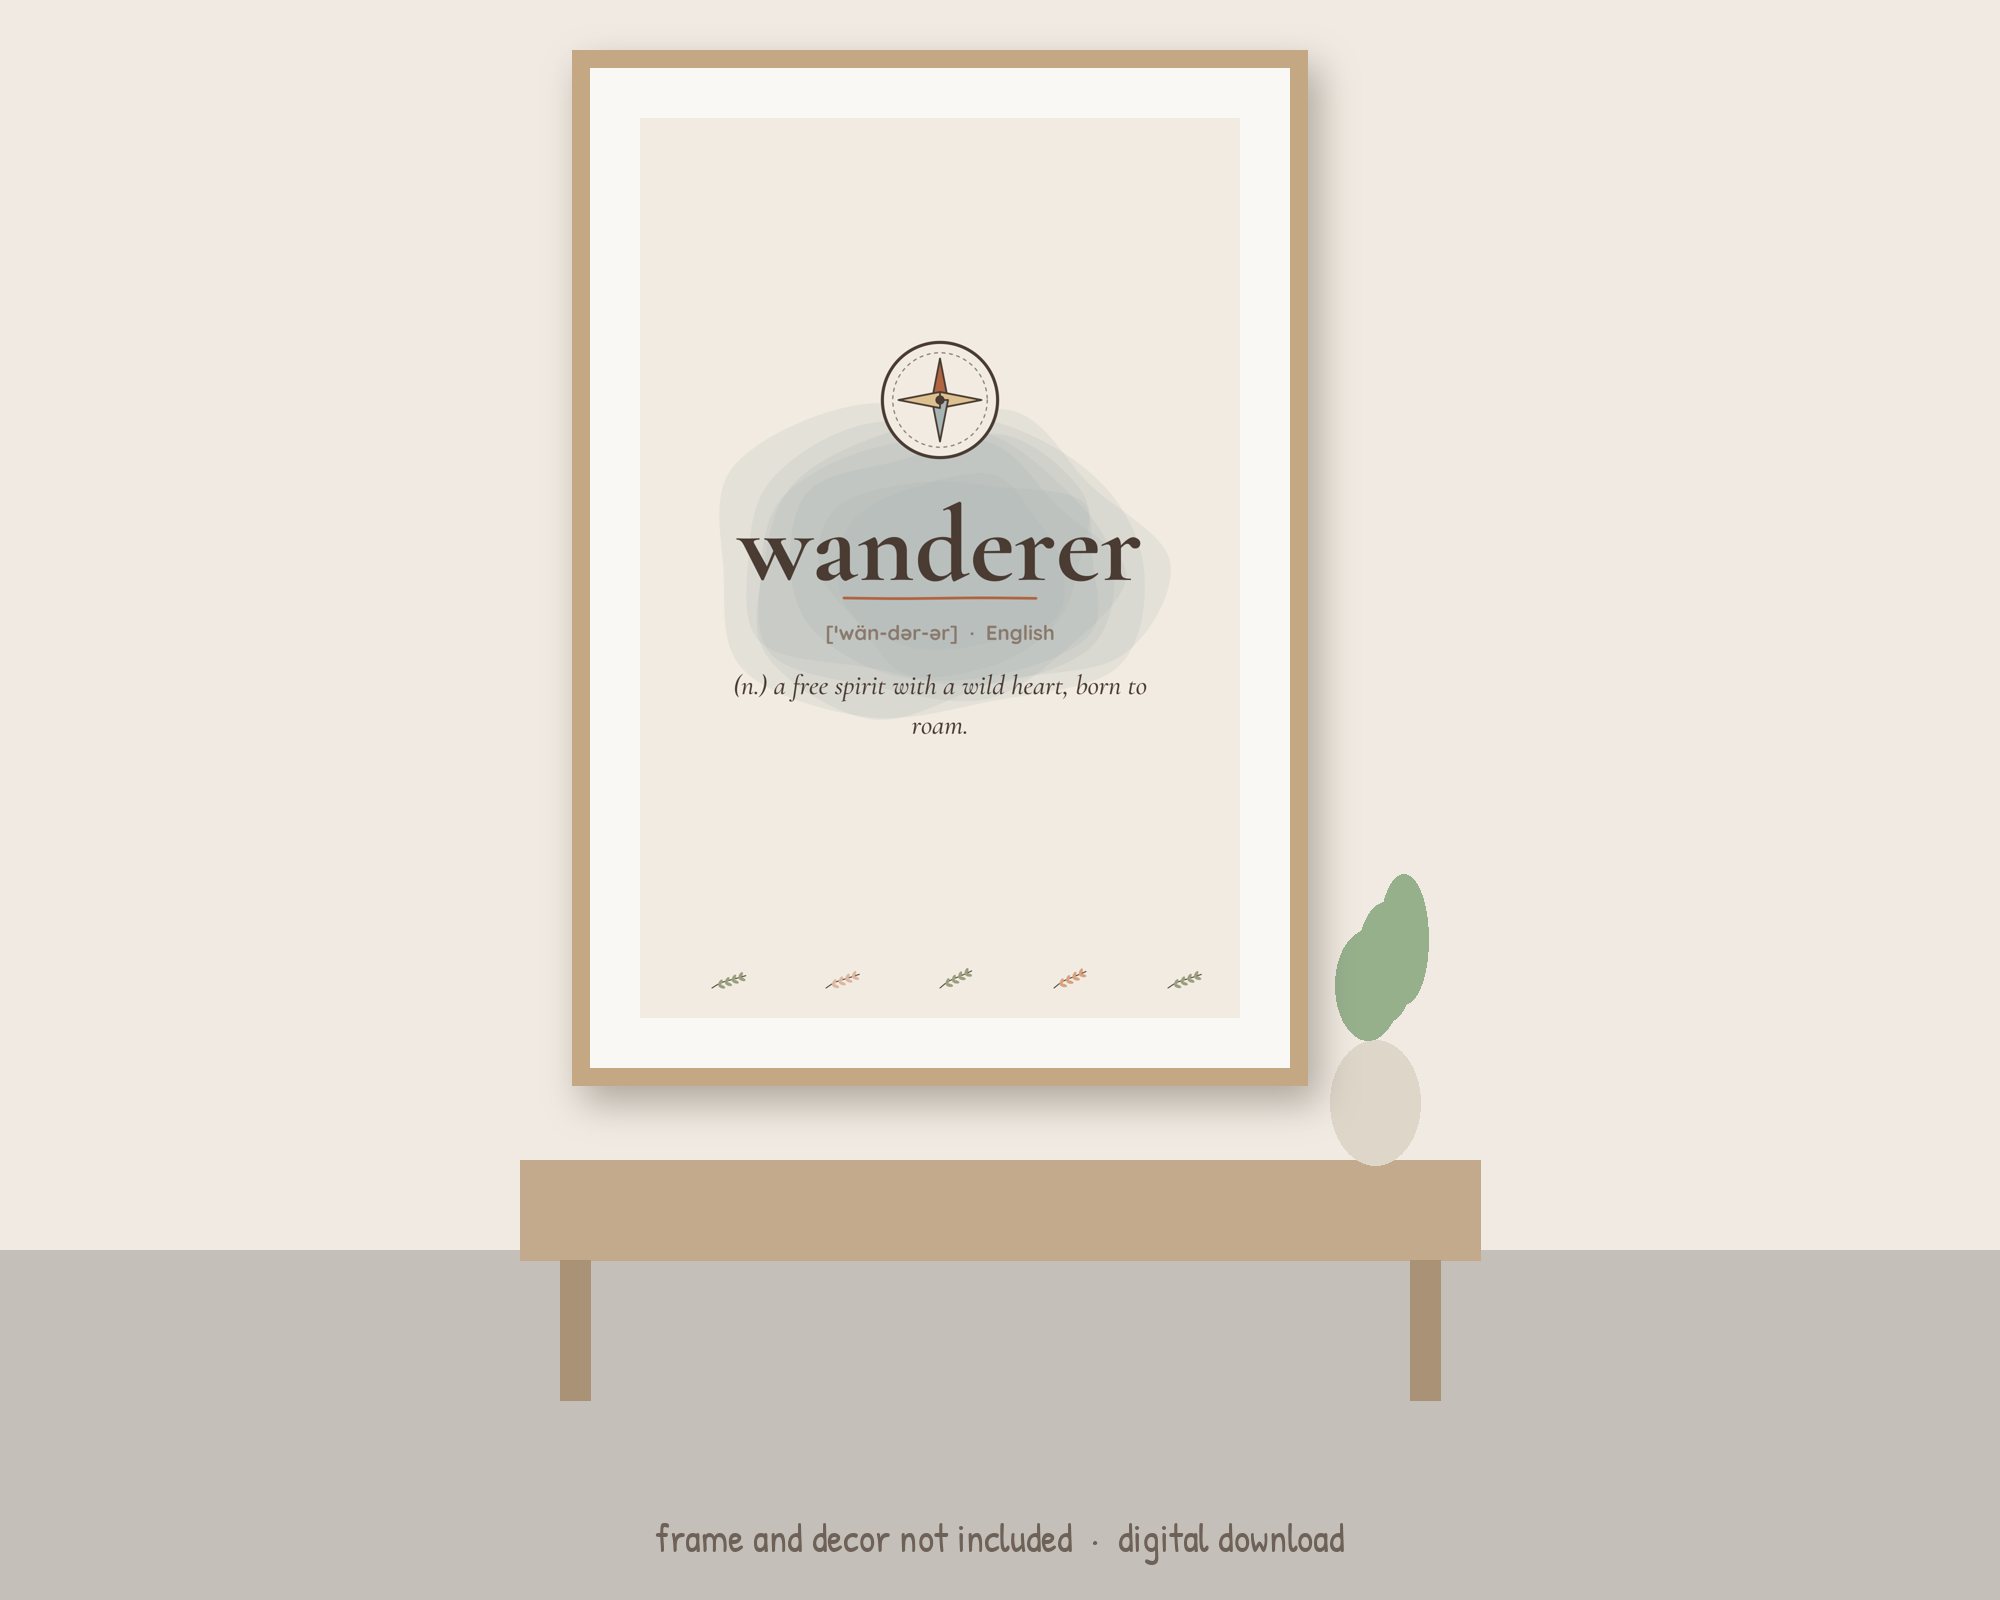 wanderer
['wän-dər-ər] · English
(n.) a free spirit with a wild heart, born to
roam.
frame and decor not included · digital download